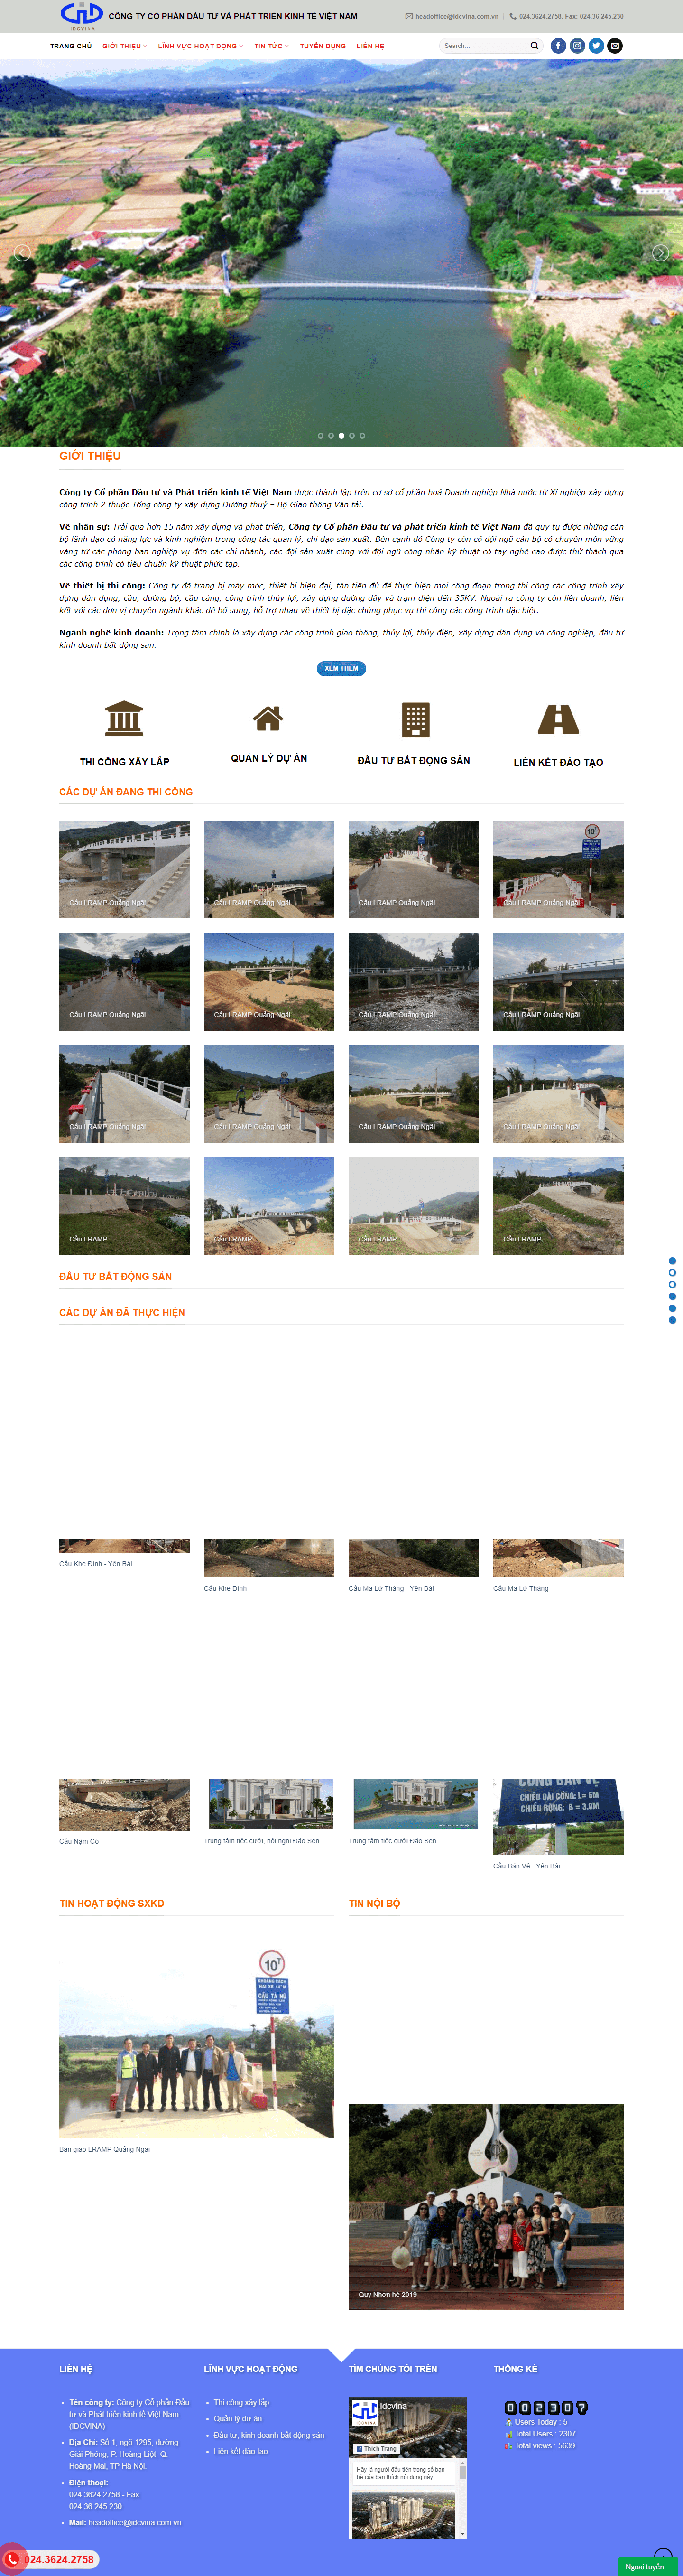 IDCVINA
CÔNG TY CỔ PHẦN ĐẦU TƯ VÀ PHÁT TRIỂN KINH TẾ VIỆT NAM
headoffice@idcvina.com.vn
024.3624.2758, Fax: 024.36.245.230
TRANG CHỦ GIỚI THIỆU LĨNH VỰC HOẠT ĐỘNG TIN TỨC TUYỂN DỤNG LIÊN HỆ
Search...
GIỚI THIỆU
Công ty Cổ phần Đầu tư và Phát triển kinh tế Việt Nam được thành lập trên cơ sở cổ phần hoá Doanh nghiệp Nhà nước từ Xí nghiệp xây dựng
công trình 2 thuộc Tổng công ty xây dựng Đường thuỷ – Bộ Giao thông Vận tải.
Về nhân sự: Trải qua hơn 15 năm xây dựng và phát triển, Công ty Cổ phần Đầu tư và phát triển kinh tế Việt Nam đã quy tụ được những cán
bộ lãnh đạo có năng lực và kinh nghiệm trong công tác quản lý, chỉ đạo sản xuất. Bên cạnh đó Công ty còn có đội ngũ cán bộ có chuyên môn vững
vàng từ các phòng ban nghiệp vụ đến các chi nhánh, các đội sản xuất cùng với đội ngũ công nhân kỹ thuật có tay nghề cao được thử thách qua
các công trình có tiêu chuẩn kỹ thuật phức tạp.
Về thiết bị thi công: Công ty đã trang bị máy móc, thiết bị hiện đại, tân tiến đủ để thực hiện mọi công đoạn trong thi công các công trình xây
dựng dân dụng, cầu, đường bộ, cầu cảng, công trình thủy lợi, xây dựng đường dây và trạm điện đến 35KV. Ngoài ra công ty còn liên doanh, liên
kết với các đơn vị chuyên ngành khác để bổ sung, hỗ trợ nhau về thiết bị đặc chủng phục vụ thi công các công trình đặc biệt.
Ngành nghề kinh doanh: Trọng tâm chính là xây dựng các công trình giao thông, thủy lợi, thủy điện, xây dựng dân dụng và công nghiệp, đầu tư
kinh doanh bất động sản.
XEM THÊM
THI CÔNG XÂY LẮP
QUẢN LÝ DỰ ÁN
ĐẦU TƯ BẤT ĐỘNG SẢN
LIÊN KẾT ĐÀO TẠO
CÁC DỰ ÁN ĐANG THI CÔNG
Cầu LRAMP Quảng Ngãi
Cầu LRAMP Quảng Ngãi
Cầu LRAMP Quảng Ngãi
10T
Cầu LRAMP Quảng Ngãi
Cầu LRAMP Quảng Ngãi
Cầu LRAMP Quảng Ngãi
Cầu LRAMP Quảng Ngãi
Cầu LRAMP Quảng Ngãi
Cầu LRAMP Quảng Ngãi
Cầu LRAMP Quảng Ngãi
Cầu LRAMP Quảng Ngãi
Cầu LRAMP Quảng Ngãi
Cầu LRAMP
Cầu LRAMP
Cầu LRAMP
Cầu LRAMP
ĐẦU TƯ BẤT ĐỘNG SẢN
CÁC DỰ ÁN ĐÃ THỰC HIỆN
Cầu Khe Đình - Yên Bái
Cầu Khe Đình
Cầu Ma Lừ Thàng - Yên Bái
Cầu Ma Lừ Thàng
CÔNG BẢN VỆ
CHIỀU DÀI CỐNG: L= 6M
CHIỀU RỘNG: B = 3.0M
Cầu Nậm Có
Trung tâm tiệc cưới, hội nghị Đảo Sen
Trung tâm tiệc cưới Đảo Sen
Cầu Bản Vệ - Yên Bái
TIN HOẠT ĐỘNG SXKD
TIN NỘI BỘ
10T
KHOẢNG CÁCH
HAI XE 14M
CẦU TÀ NÚ
Bàn giao LRAMP Quảng Ngãi
Quy Nhơn hè 2019
LIÊN HỆ
Tên công ty: Công ty Cổ phần Đầu
tư và Phát triển kinh tế Việt Nam
(IDCVINA)
Địa Chỉ: Số 1, ngõ 1295, đường
Giải Phóng, P. Hoàng Liệt, Q.
Hoàng Mai, TP Hà Nội.
Điện thoại:
024.3624.2758 - Fax:
024.36.245.230
Mail: headoffice@idcvina.com.vn
LĨNH VỰC HOẠT ĐỘNG
Thi công xây lắp
Quản lý dự án
Đầu tư, kinh doanh bất động sản
Liên kết đào tạo
TÌM CHÚNG TÔI TRÊN
Idcvina
IDCVINA
Thích Trang
Hãy là người đầu tiên trong số bạn
bè của bạn thích nội dung này
THỐNG KÊ
002307
Users Today : 5
Total Users : 2307
Total views : 5639
024.3624.2758
Ngoại tuyến